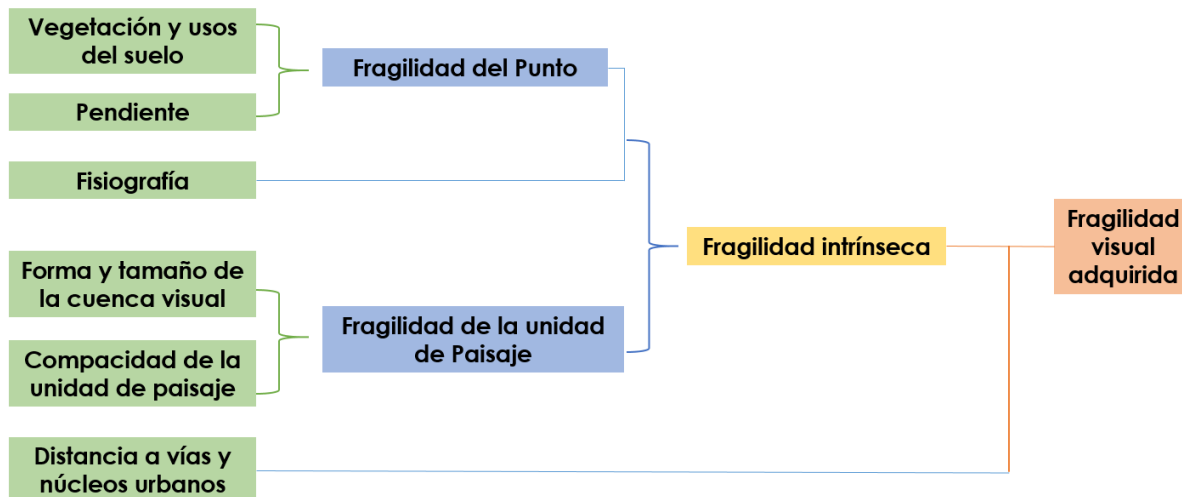 Vegetación y usos
del suelo
Pendiente
Fisiografía
Forma y tamaño de
la cuenca visual
Compacidad de la
unidad de paisaje
Distancia a vías y
núcleos urbanos
Fragilidad del Punto
Fragilidad de la unidad
de Paisaje
Fragilidad intrínseca
Fragilidad
visual
adquirida